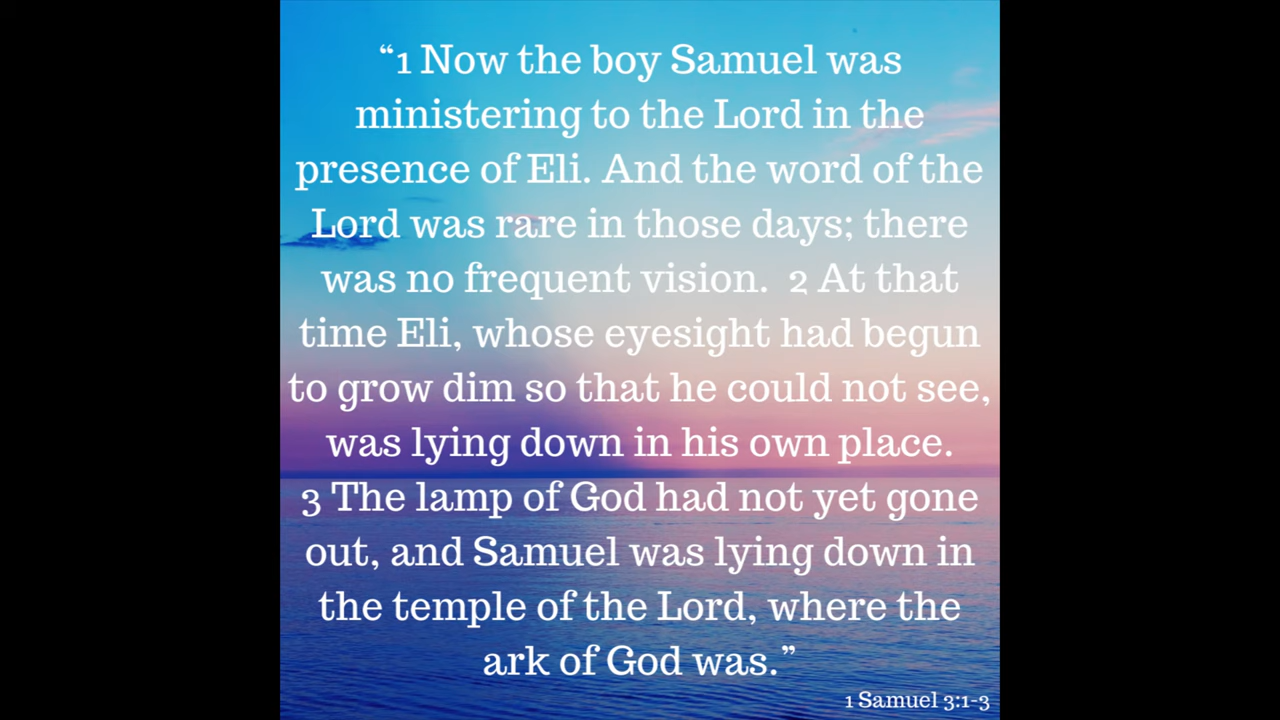 “1 Now the boy Samuel was
ministering to the Lord in the
presence of Eli. And the word of the
Lord was rare in those days; there
was no frequent vision.  2 At that
time Eli, whose eyesight had begun
to grow dim so that he could not see,
was lying down in his own place.
3 The lamp of God had not yet gone
out, and Samuel was lying down in
the temple of the Lord, where the
ark of God was.”
1 Samuel 3:1-3